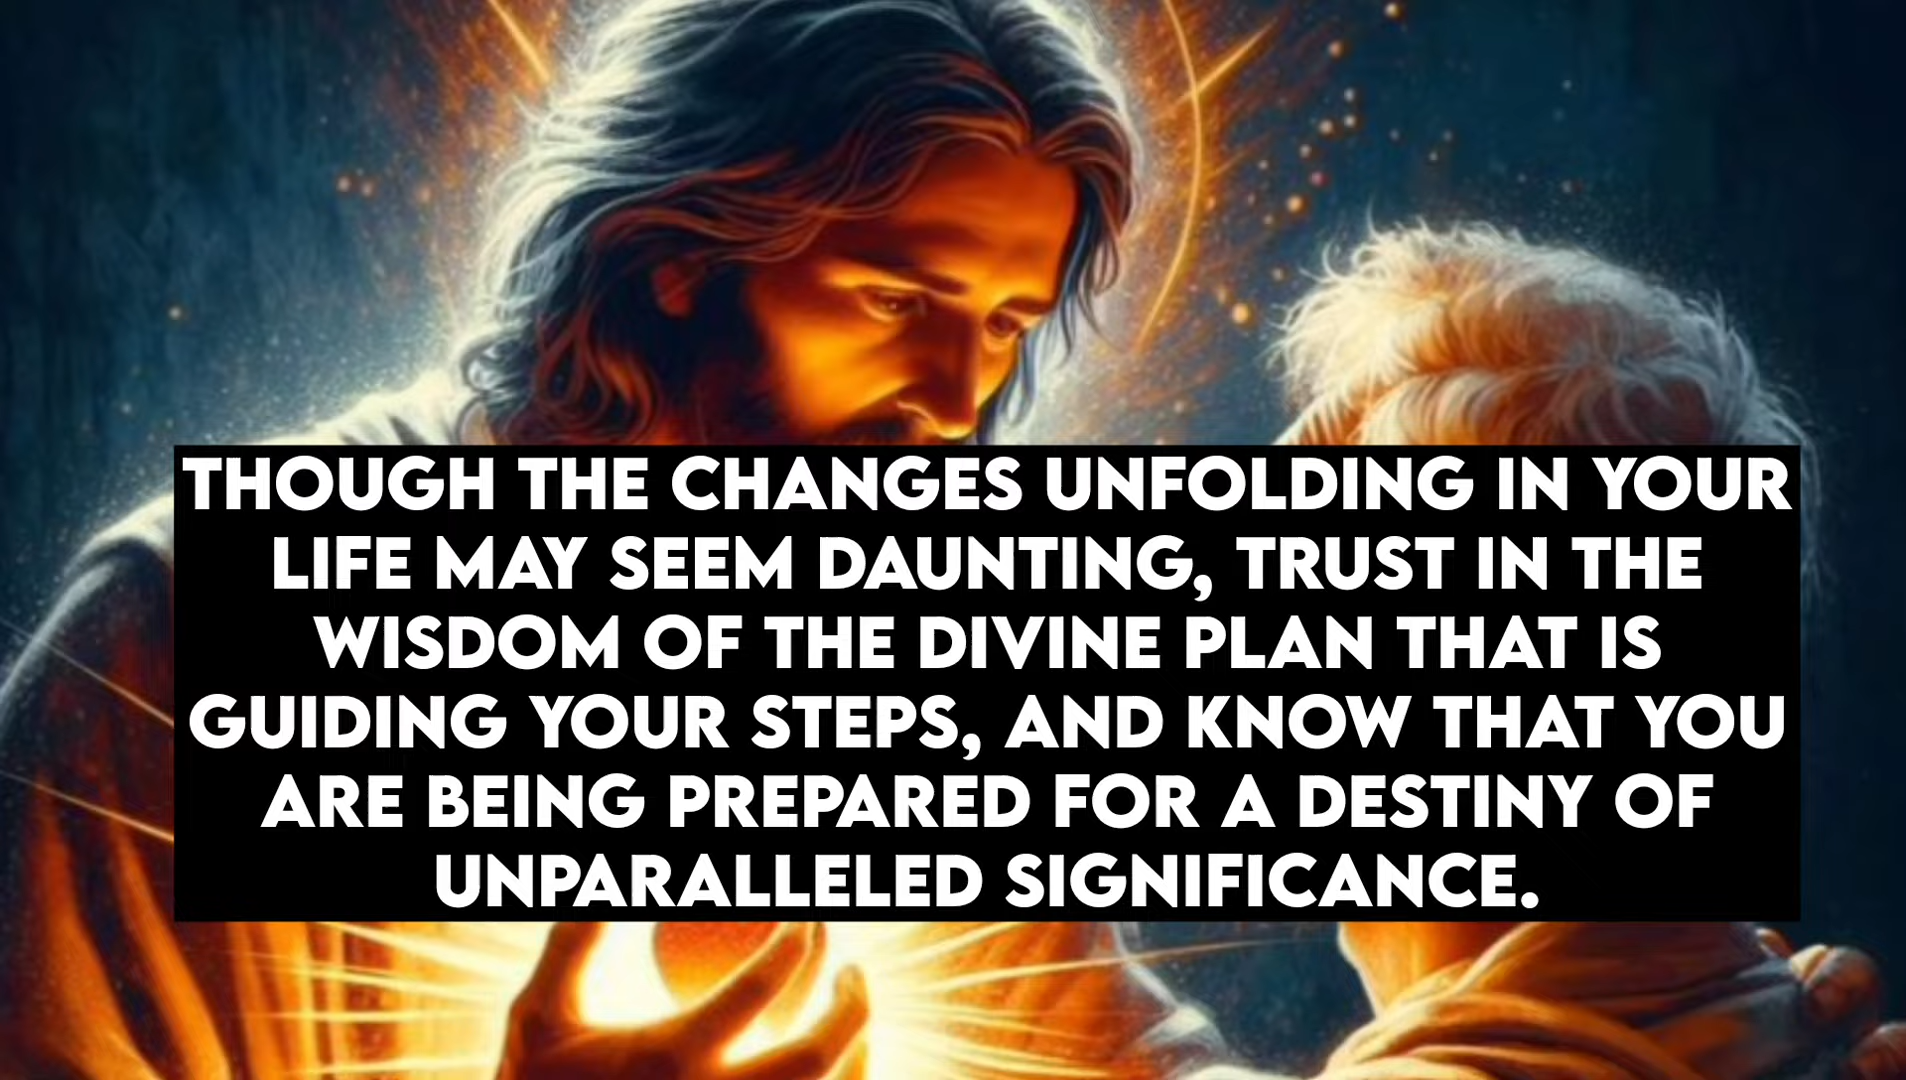 THOUGH THE CHANGES UNFOLDING IN YOUR
LIFE MAY SEEM DAUNTING, TRUST IN THE
WISDOM OF THE DIVINE PLAN THAT IS
GUIDING YOUR STEPS, AND KNOW THAT YOU
ARE BEING PREPARED FOR A DESTINY OF
UNPARALLELED SIGNIFICANCE.